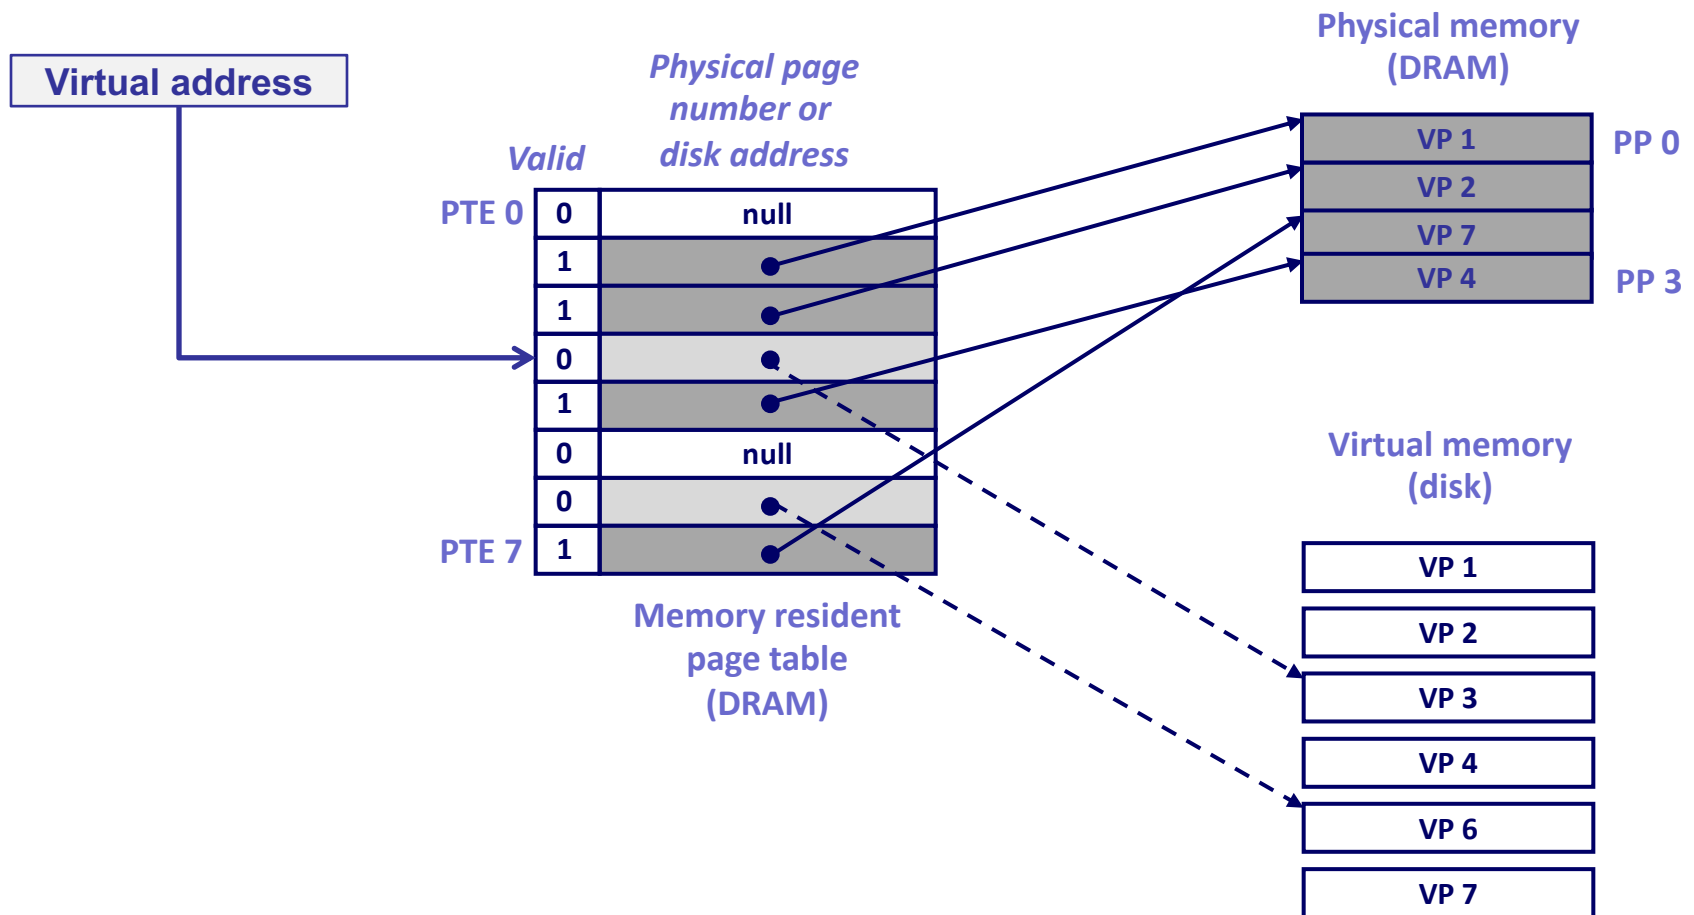 Virtual address
Physical page
number or
disk address
Valid
PTE 0
0
null
1
1
0
1
0
null
0
PTE 7
1
Memory resident
page table
(DRAM)
Physical memory
(DRAM)
VP 1
PP 0
VP 2
VP 7
VP 4
PP 3
Virtual memory
(disk)
VP 1
VP 2
VP 3
VP 4
VP 6
VP 7